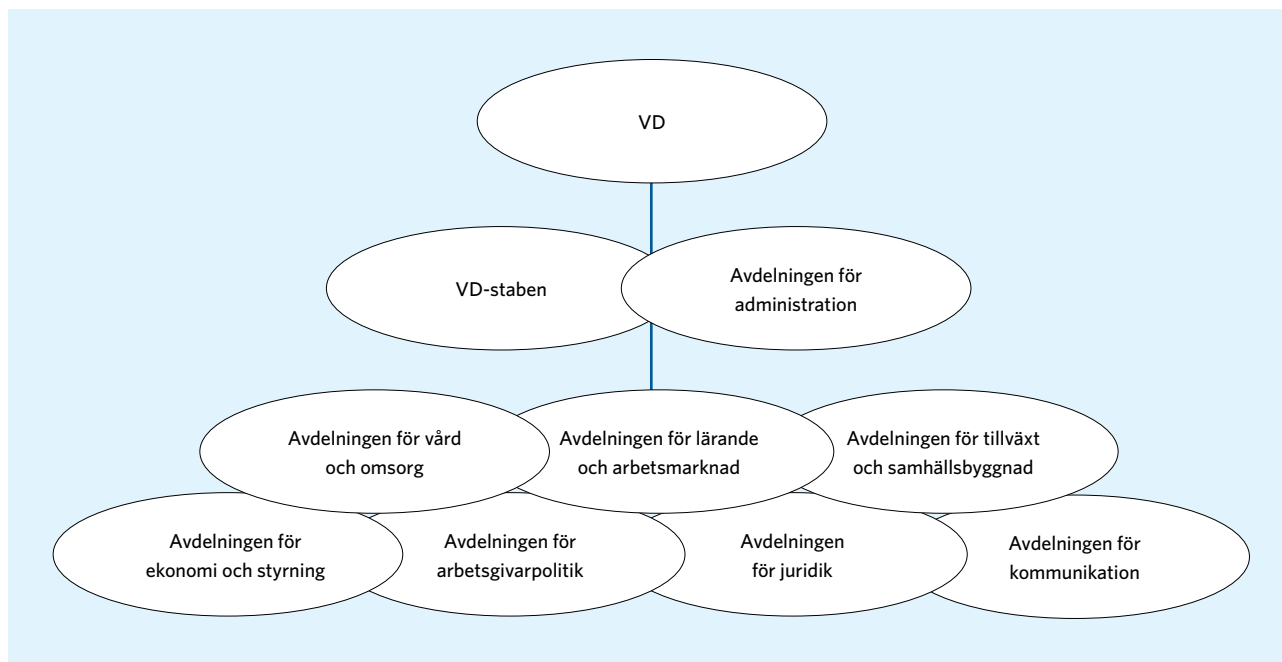 VD
VD-staben
Avdelningen för
administration
Avdelningen för vård
och omsorg
Avdelningen för lärande
och arbetsmarknad
Avdelningen för tillväxt
och samhällsbyggnad
Avdelningen för
ekonomi och styrning
Avdelningen för
arbetsgivarpolitik
Avdelningen
för juridik
Avdelningen för
kommunikation